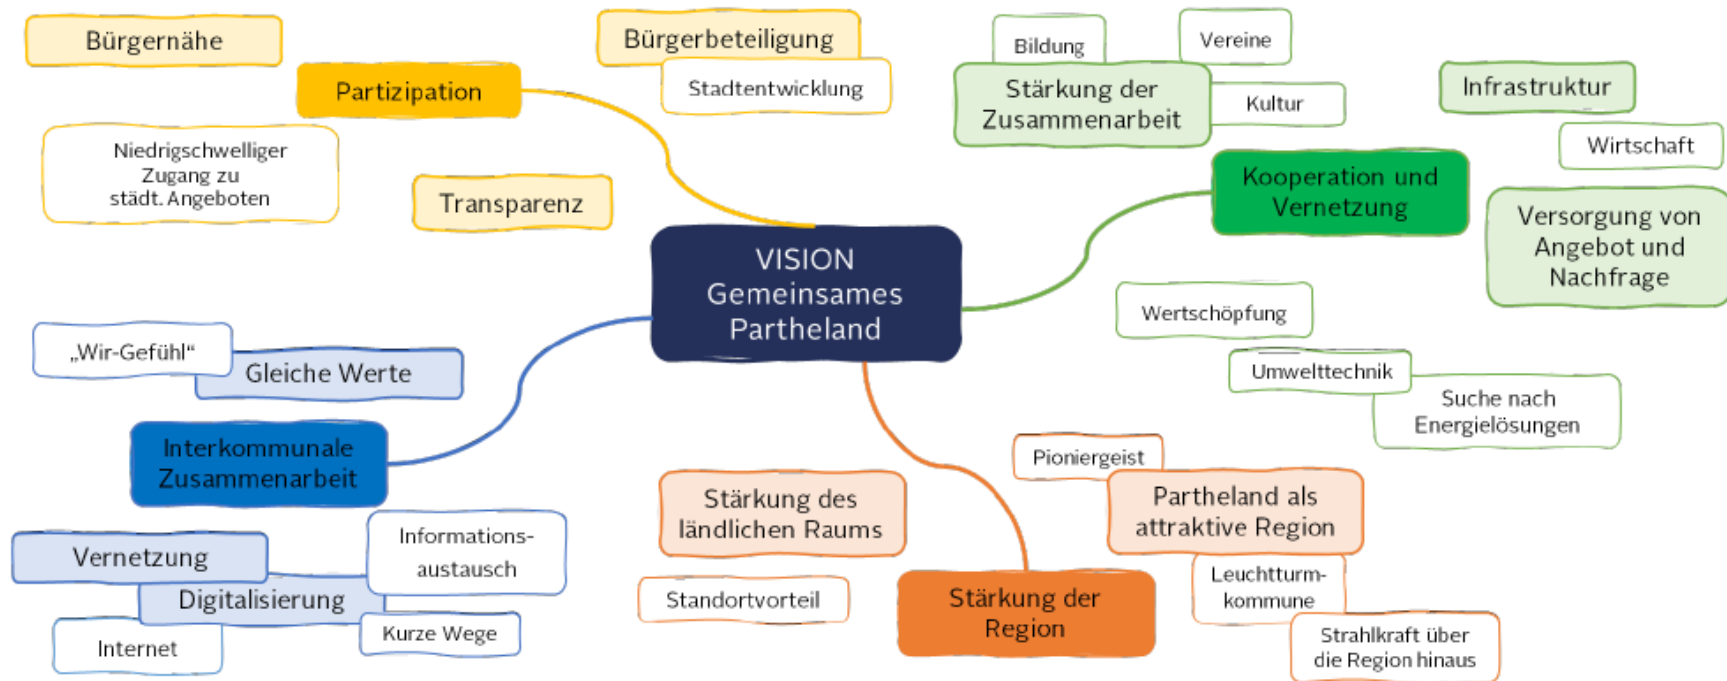 Bürgernähe
Partizipation
Niedrigschwelliger
Zugang zu
städt. Angeboten
Transparenz
Bürgerbeteiligung
Stadtentwicklung
Bildung
Vereine
Stärkung der
Zusammenarbeit
Kultur
Infrastruktur
Wirtschaft
Kooperation und
Vernetzung
Versorgung von
Angebot und
Nachfrage
Wertschöpfung
Umwelttechnik
Suche nach
Energielösungen
VISION
Gemeinsames
Partheland
„Wir-Gefühl“
Gleiche Werte
Interkommunale
Zusammenarbeit
Vernetzung
Digitalisierung
Informations-
austausch
Internet
Kurze Wege
Stärkung des
ländlichen Raums
Standortvorteil
Stärkung der
Region
Pioniergeist
Partheland als
attraktive Region
Leuchtturm-
kommune
Strahlkraft über
die Region hinaus